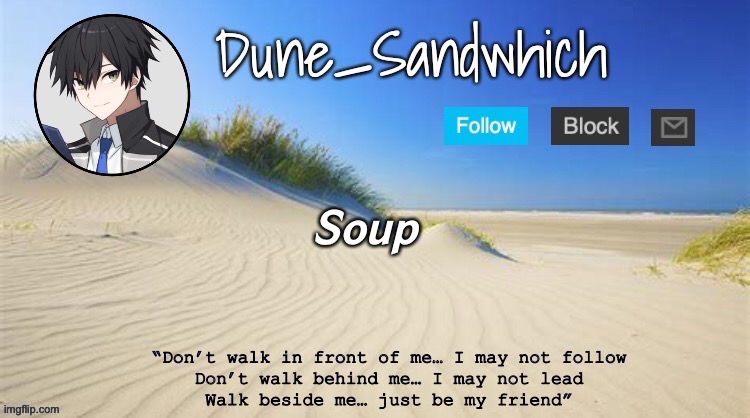 Dune_Sandwhich
Follow
Block
Soup
“Don’t walk in front of me… I may not follow
Don’t walk behind me… I may not lead
Walk beside me… just be my friend”
imgflip.com